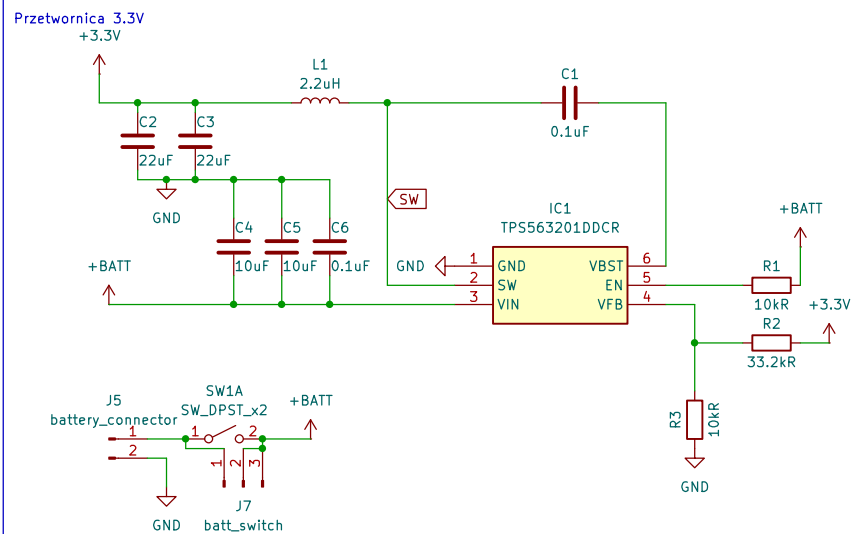 Przetwornica 3.3V
+3.3V
L1
2.2uH
C1
0.1uF
C2
22uF
C3
22uF
GND
SW
C4
10uF
C5
10uF
C6
0.1uF
+BATT
IC1
TPS563201DDCR
GND
1
GND
2
SW
3
VIN
VBST
6
EN
5
VFB
4
+BATT
R1
10kR
+3.3V
R2
33.2kR
R3
10kR
GND
J5
battery_connector
1
2
GND
SW1A
SW_DPST_x2
1
2
+BATT
1
2
3
J7
batt_switch